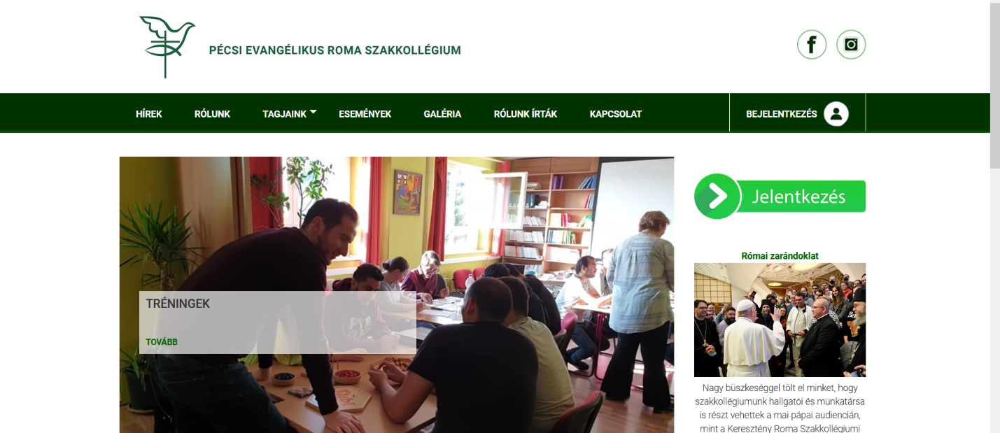 PÉCSI EVANGÉLIKUS ROMA SZAKKOLLÉGIUM
HÍREK RÓLUNK TAGJAINK ESEMÉNYEK GALÉRIA RÓLUNK ÍRTÁK KAPCSOLAT BEJELENTKEZÉS
TRÉNINGEK
TOVÁBB
Jelentkezés
Római zarándoklat
Nagy büszkeséggel tölt el minket, hogy
szakkollégiumunk hallgatói és munkatársa
is részt vehettek a mai pápai audiencián,
mint a Keresztény Roma Szakkollégiumi